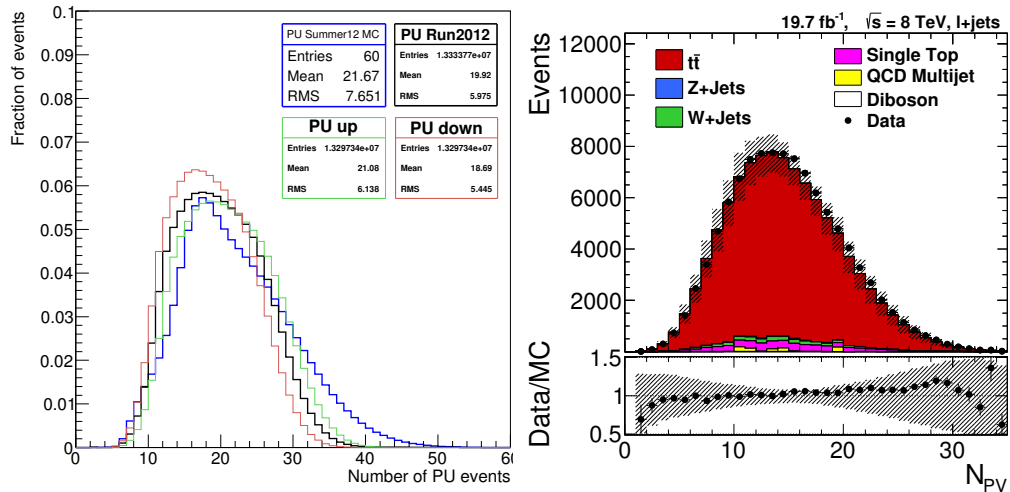 0.1
0.09
0.08
0.07
0.06
0.05
0.04
0.03
0.02
0.01
0
Fraction of events
PU Summer12 MC
Entries 60
Mean 21.67
RMS 7.651
PU Run2012
Entries 1.333377e+07
Mean 19.92
RMS 5.975
PU up
Entries 1.329734e+07
Mean 21.08
RMS 6.138
PU down
Entries 1.329734e+07
Mean 18.69
RMS 5.445
0 10 20 30 40 50 60
Number of PU events
19.7 fb⁻¹, √s = 8 TeV, l+jets
Events
12000
10000
8000
6000
4000
2000
tt̄
Z+Jets
W+Jets
Single Top
QCD Multijet
Diboson
Data
Data/MC
1.5
1
0.5
0 10 20 30
N_PV